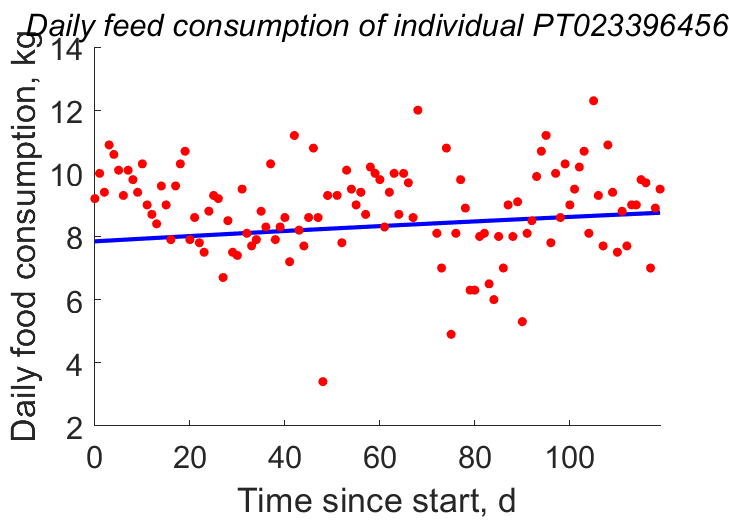 Daily feed consumption of individual PT023396456
Daily food consumption, kg
14
12
10
8
6
4
2
0 20 40 60 80 100
Time since start, d